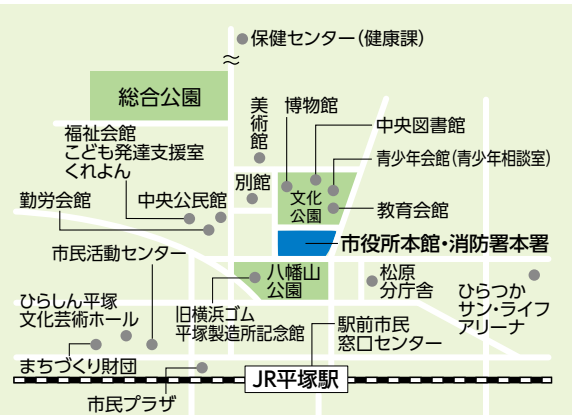 保健センター(健康課)
総合公園
美術館
博物館
中央図書館
福祉会館
こども発達支援室
くれよん
青少年会館(青少年相談室)
別館
文化
公園
勤労会館
中央公民館
教育会館
市役所本館・消防署本署
市民活動センター
八幡山
公園
松原
分庁舎
ひらつか
サン・ライフ
アリーナ
ひらしん平塚
文化芸術ホール
旧横浜ゴム
平塚製造所記念館
駅前市民
窓口センター
まちづくり財団
JR平塚駅
市民プラザ